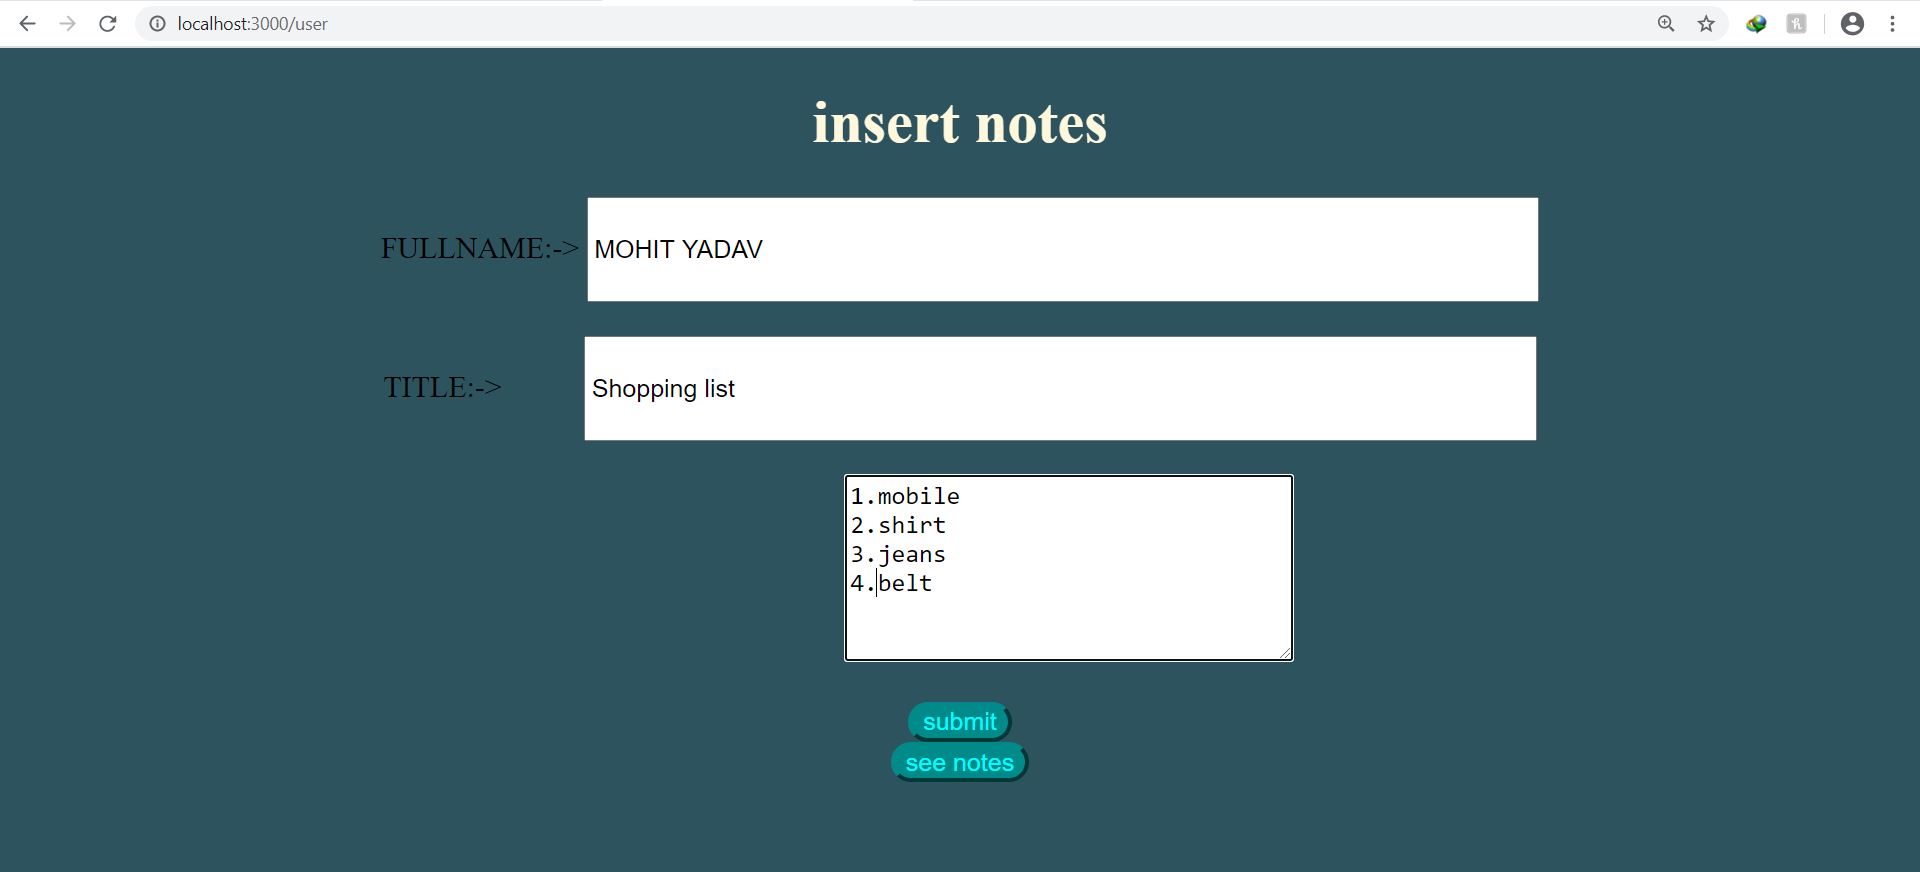 localhost:3000/user
insert notes
FULLNAME:-> MOHIT YADAV
TITLE:-> Shopping list
1.mobile
2.shirt
3.jeans
4.belt
submit
see notes